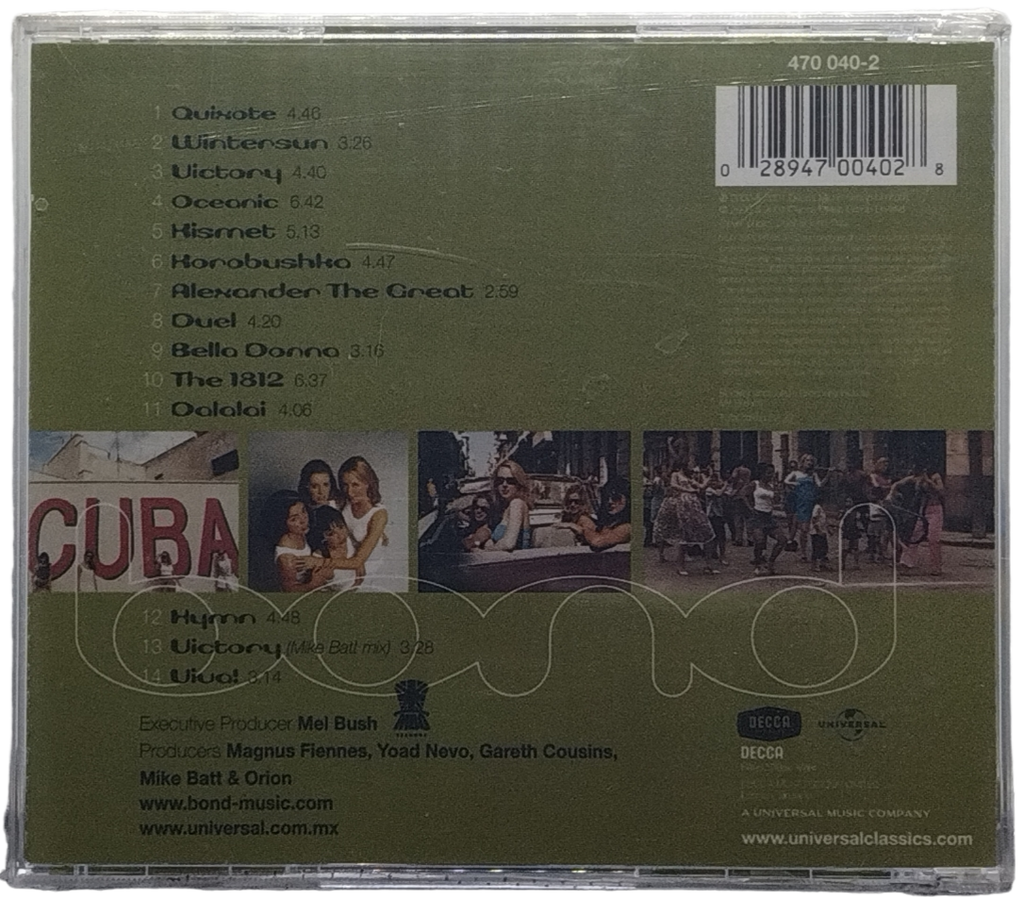 470 040-2
1 Quixote 4.46
2 Wintersun 3:26
3 Victory 4.40
4 Oceanic 6.42
5 Kismet 5.13
6 Korobushka 4.47
7 Alexander The Great 2:59
8 Duel 4:20
9 Bella Donna 3.16
10 The 1812 6.37
11 Dalalai 4:06
0 28947 00402 8
CUBA
bond
12 Hymn 4:48
13 Victory (Mike Batt mix) 3:28
14 Viva! 3.14
Executive Producer Mel Bush
Producers Magnus Fiennes, Yoad Nevo, Gareth Cousins,
Mike Batt & Orion
www.bond-music.com
www.universal.com.mx
DECCA
UNIVERSAL
DECCA
A UNIVERSAL MUSIC COMPANY
www.universalclassics.com